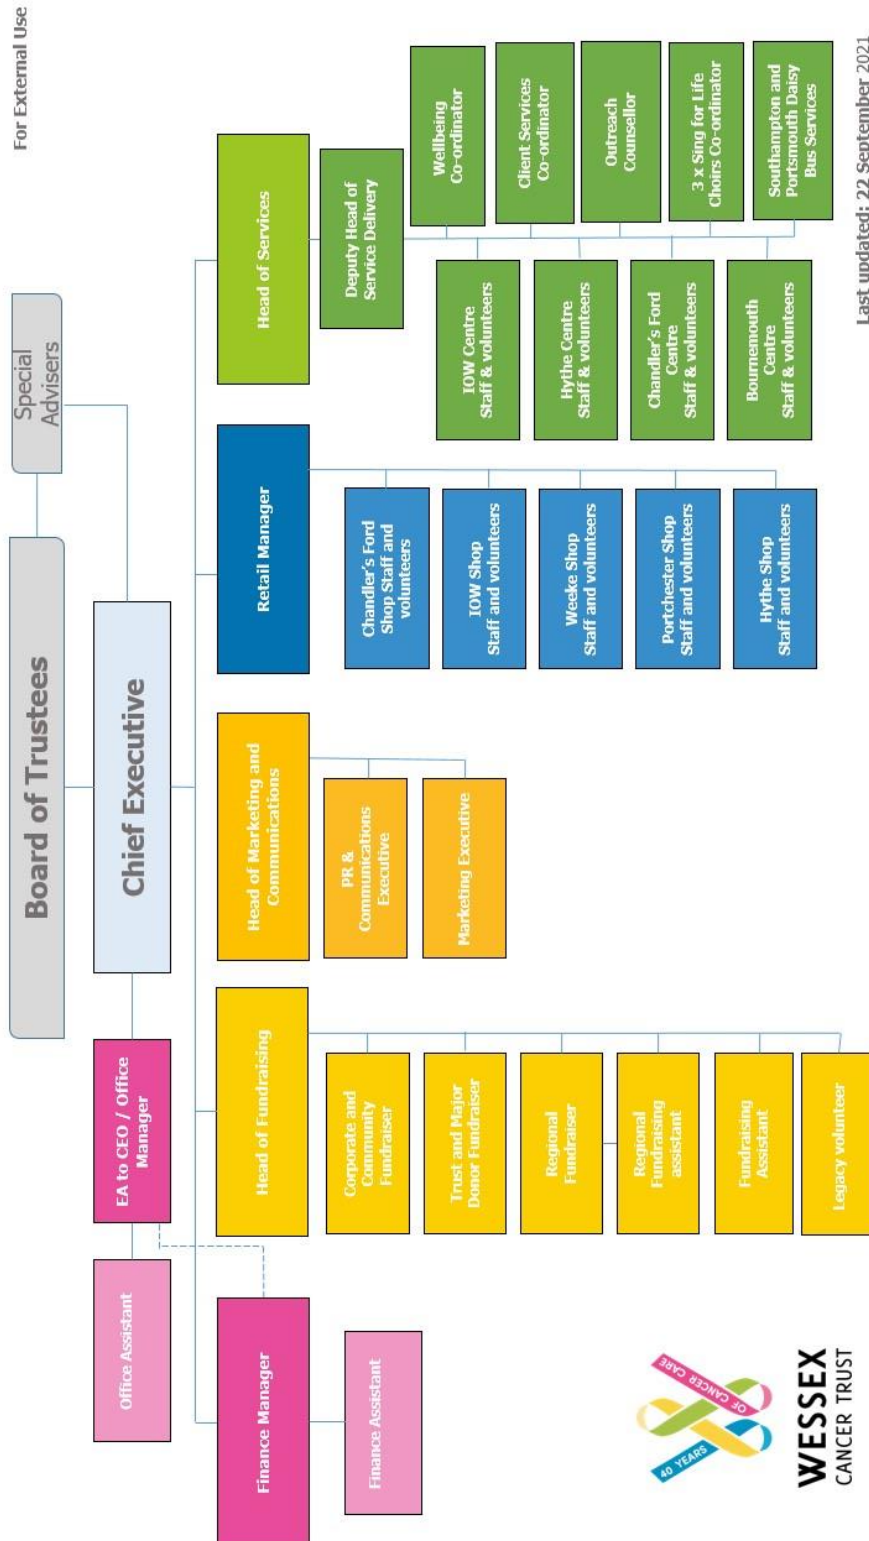 For External Use
Board of Trustees
Special
Advisers
Chief Executive
EA to CEO / Office
Manager
Office Assistant
Finance Manager
Finance Assistant
Head of Fundraising
Corporate and
Community
Fundraiser
Trust and Major
Donor Fundraiser
Regional
Fundraiser
Regional
Fundraising
assistant
Fundraising
Assistant
Legacy volunteer
Head of Marketing and
Communications
PR &
Communications
Executive
Marketing Executive
Retail Manager
Chandler's Ford
Shop Staff and
volunteers
IOW Shop
Staff and volunteers
Weeke Shop
Staff and volunteers
Portchester Shop
Staff and volunteers
Hythe Shop
Staff and volunteers
Head of Services
Deputy Head of
Service Delivery
IOW Centre
Staff & volunteers
Hythe Centre
Staff & volunteers
Chandler's Ford
Centre
Staff & volunteers
Bournemouth
Centre
Staff & volunteers
Wellbeing
Co-ordinator
Client Services
Co-ordinator
Outreach
Counsellor
3 x Sing for Life
Choirs Co-ordinator
Southampton and
Portsmouth Daisy
Bus Services
40 YEARS
OF CANCER CARE
WESSEX
CANCER TRUST
Last updated: 22 September 2021